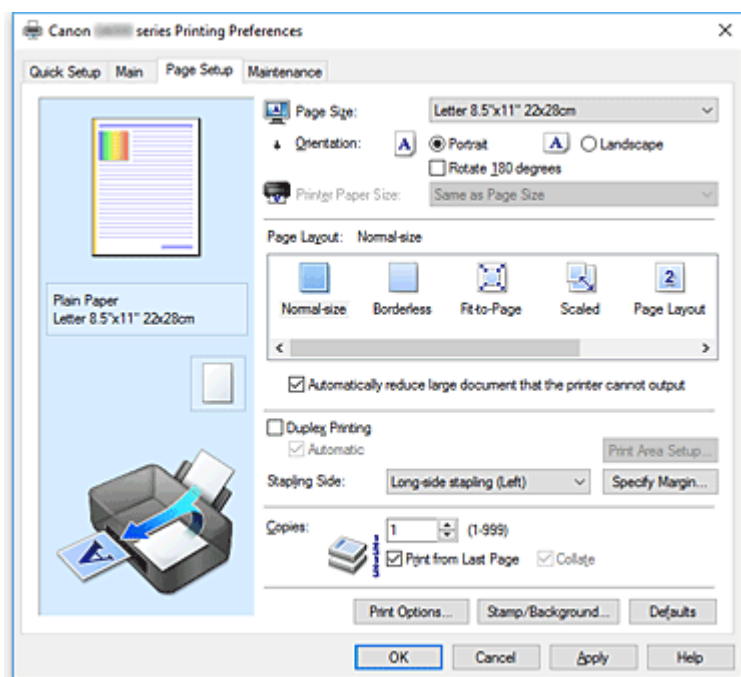 Canon series Printing Preferences
Quick Setup Main Page Setup Maintenance
Page Size: Letter 8.5"x11" 22x28cm
Orientation: A Portrait A Landscape
Rotate 180 degrees
Printer Paper Size: Same as Page Size
Page Layout: Normal-size
2
Normal-size Borderless Fit-to-Page Scaled Page Layout
Plain Paper
Letter 8.5"x11" 22x28cm
Automatically reduce large document that the printer cannot output
Duplex Printing
Automatic Print Area Setup...
Stapling Side: Long-side stapling (Left) Specify Margin...
Copies: 1 (1-999)
Print from Last Page Collate
A
Print Options... Stamp/Background... Defaults
OK Cancel Apply Help